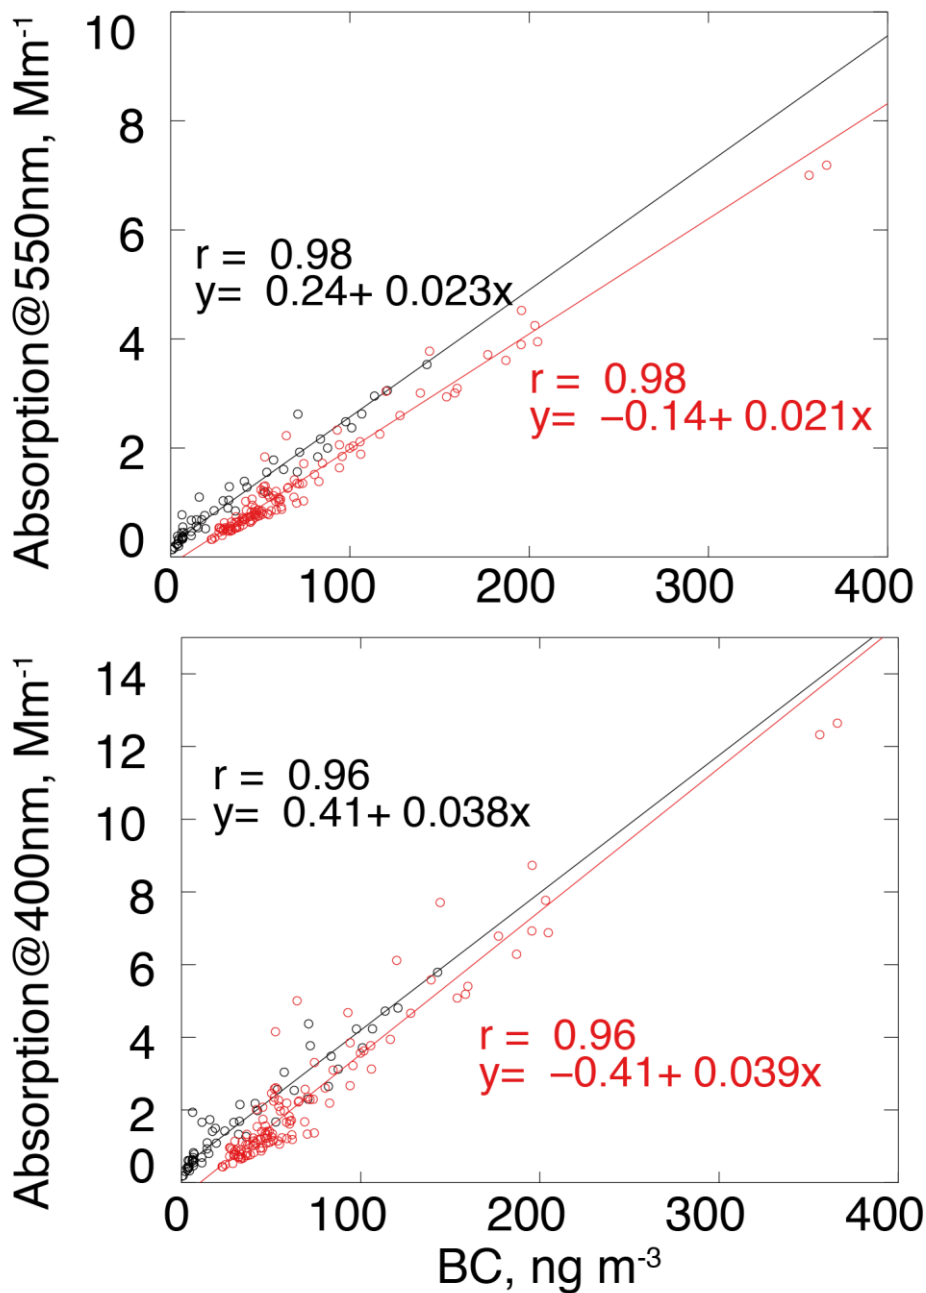 Absorption@550nm, Mm⁻¹
10
8
6
4
2
0
r = 0.98
y= 0.24+ 0.023x
r = 0.98
y= −0.14+ 0.021x
0 100 200 300 400
Absorption@400nm, Mm⁻¹
14
12
10
8
6
4
2
0
r = 0.96
y= 0.41+ 0.038x
r = 0.96
y= −0.41+ 0.039x
0 100 200 300 400
BC, ng m⁻³